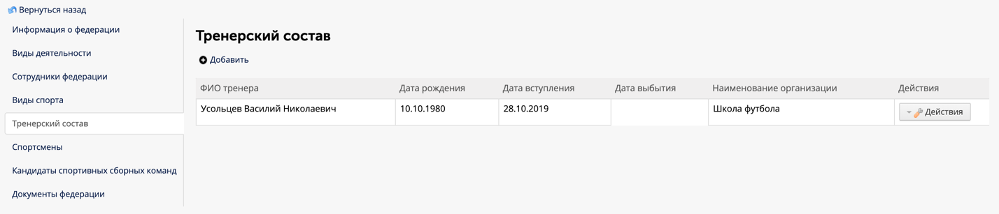 Вернуться назад
Информация о федерации
Виды деятельности
Сотрудники федерации
Виды спорта
Тренерский состав
Спортсмены
Кандидаты спортивных сборных команд
Документы федерации
Тренерский состав
Добавить
ФИО тренера Дата рождения Дата вступления Дата выбытия Наименование организации Действия
Усольцев Василий Николаевич 10.10.1980 28.10.2019 Школа футбола Действия